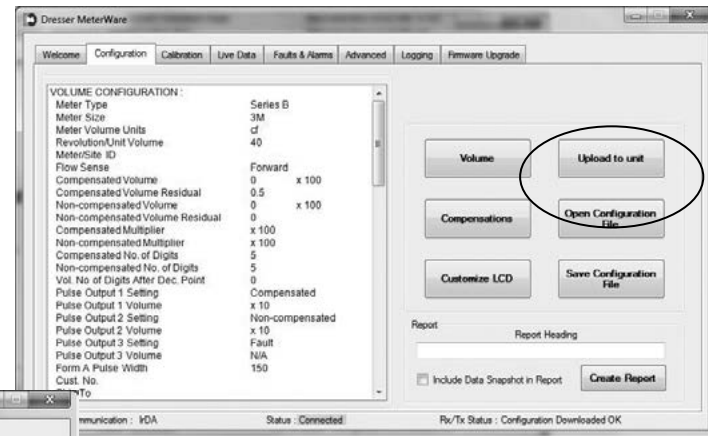 Dresser MeterWare
Welcome Configuration Calibration Live Data Faults & Alarms Advanced Logging Firmware Upgrade
VOLUME CONFIGURATION :
Meter Type Series B
Meter Size 3M
Meter Volume Units cf
Revolution/Unit Volume 40
Meter/Site ID
Flow Sense Forward
Compensated Volume 0 x 100
Compensated Volume Residual 0.5
Non-compensated Volume 0 x 100
Non-compensated Volume Residual 0
Compensated Multiplier x 100
Non-compensated Multiplier x 100
Compensated No. of Digits 5
Non-compensated No. of Digits 5
Vol. No of Digits After Dec. Point 0
Pulse Output 1 Setting Compensated
Pulse Output 1 Volume x 10
Pulse Output 2 Setting Non-compensated
Pulse Output 2 Volume x 10
Pulse Output 3 Setting Fault
Pulse Output 3 Volume N/A
Form A Pulse Width 150
Cust. No.
Volume
Upload to unit
Compensations
Open Configuration
File
Customize LCD
Save Configuration
File
Report
Report Heading
Include Data Snapshot in Report
Create Report
mmunication : IrDA Status : Connected Rx/Tx Status : Configuration Downloaded OK